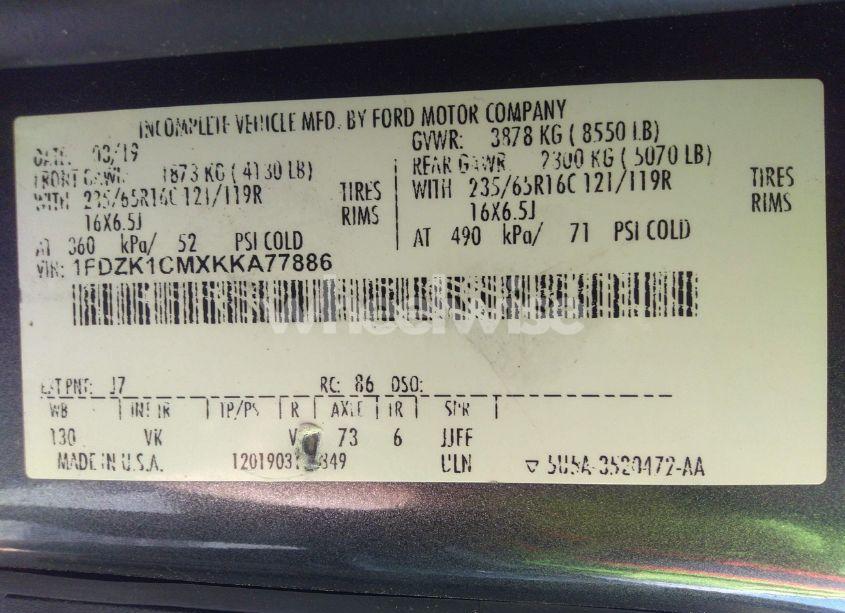 INCOMPLETE VEHICLE MFD. BY FORD MOTOR COMPANY
DATE: 03/19 GVWR: 3878 KG ( 8550 LB)
FRONT GAWR: 1873 KG ( 4130 LB) REAR GAWR: 2300 KG ( 5070 LB)
WITH 235/65R16C 121/119R TIRES WITH 235/65R16C 121/119R TIRES
16X6.5J RIMS 16X6.5J RIMS
AT 360 kPa/ 52 PSI COLD AT 490 kPa/ 71 PSI COLD
VIN: 1FDZK1CMXKKA77886
wheelwise
EXT PNT: J7 RC: 86 DSO:
WB INT TR TP/PS R AXLE TR SPR
130 VK 73 6 JJFF
MADE IN U.S.A. ULN